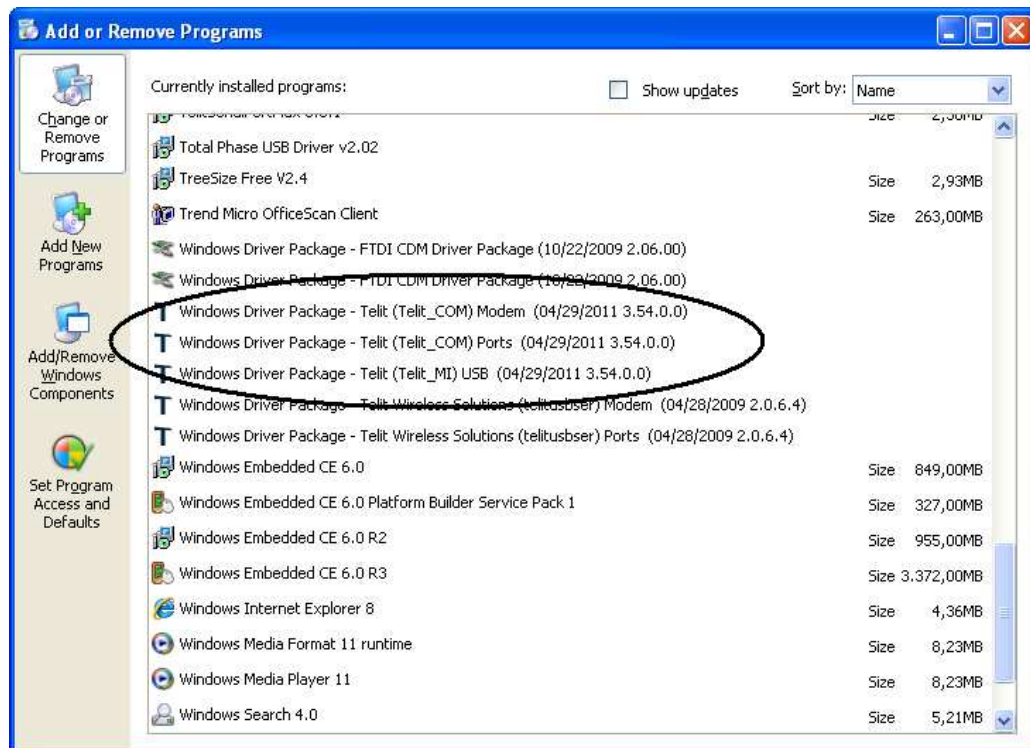 Add or Remove Programs
Change or
Remove
Programs
Add New
Programs
Add/Remove
Windows
Components
Set Program
Access and
Defaults
Currently installed programs:
Show updates
Sort by: Name
Size
Total Phase USB Driver v2.02
TreeSize Free V2.4 Size 2,93MB
Trend Micro OfficeScan Client Size 263,00MB
Windows Driver Package - FTDI CDM Driver Package (10/22/2009 2.06.00)
Windows Driver Package - FTDI CDM Driver Package (10/22/2009 2.06.00)
Windows Driver Package - Telit (Telit_COM) Modem (04/29/2011 3.54.0.0)
Windows Driver Package - Telit (Telit_COM) Ports (04/29/2011 3.54.0.0)
Windows Driver Package - Telit (Telit_MI) USB (04/29/2011 3.54.0.0)
Windows Driver Package - Telit Wireless Solutions (telitusbser) Modem (04/28/2009 2.0.6.4)
Windows Driver Package - Telit Wireless Solutions (telitusbser) Ports (04/28/2009 2.0.6.4)
Windows Embedded CE 6.0 Size 849,00MB
Windows Embedded CE 6.0 Platform Builder Service Pack 1 Size 327,00MB
Windows Embedded CE 6.0 R2 Size 955,00MB
Windows Embedded CE 6.0 R3 Size 3.372,00MB
Windows Internet Explorer 8 Size 4,36MB
Windows Media Format 11 runtime Size 8,23MB
Windows Media Player 11 Size 8,23MB
Windows Search 4.0 Size 5,21MB